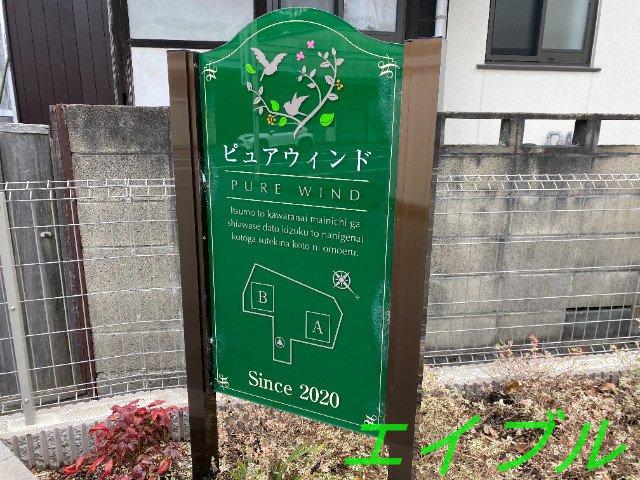 ピュアウィンド
PURE WIND
Itsumo to kawaranai mainichi ga
shiawase dato kizuku to nanigenai
kotoga sutekina koto ni omoeru.
B
A
Since 2020
エイブル